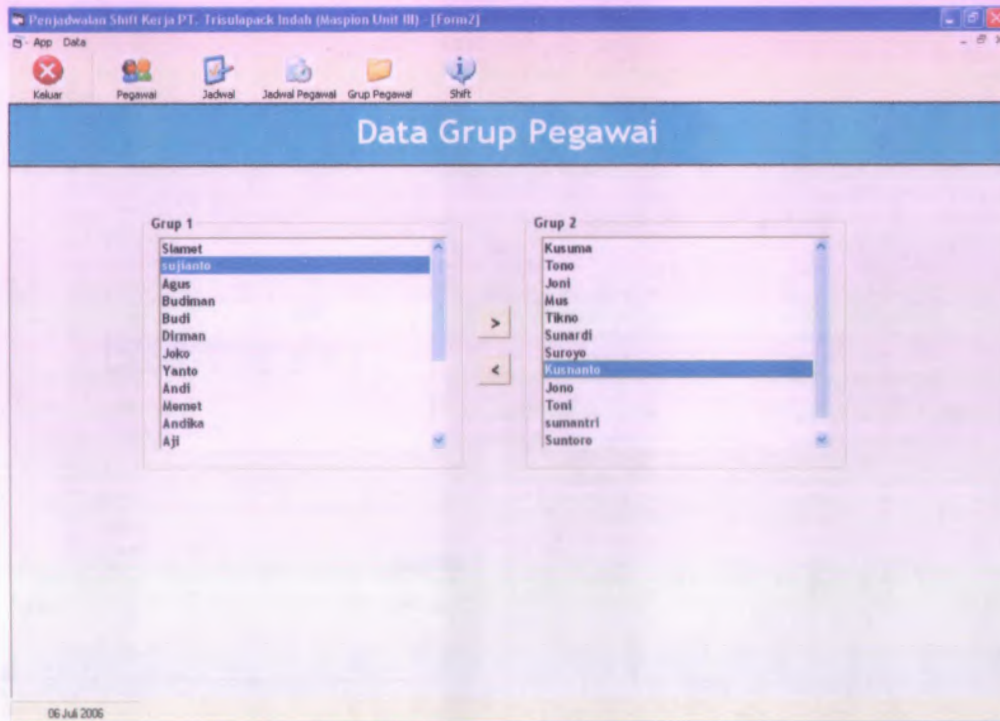 Penjadwalan Shift Kerja PT. Trisulapack Indah (Maspion Unit III) - [Form2]
App Data
Keluar Pegawai Jadwal Jadwal Pegawai Grup Pegawai Shift
Data Grup Pegawai
Grup 1
Slamet
sujianto
Agus
Budiman
Budi
Dirman
Joko
Yanto
Andi
Memet
Andika
Aji
>
<
Grup 2
Kusuma
Tono
Joni
Mus
Tikno
Sunardi
Suroyo
Kusnanto
Jono
Toni
sumantri
Suntoro
06 Juli 2006